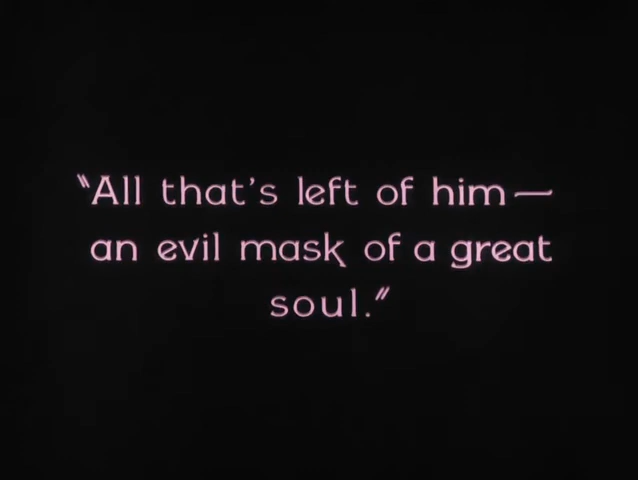 "All that's left of him—
an evil mask of a great
soul."